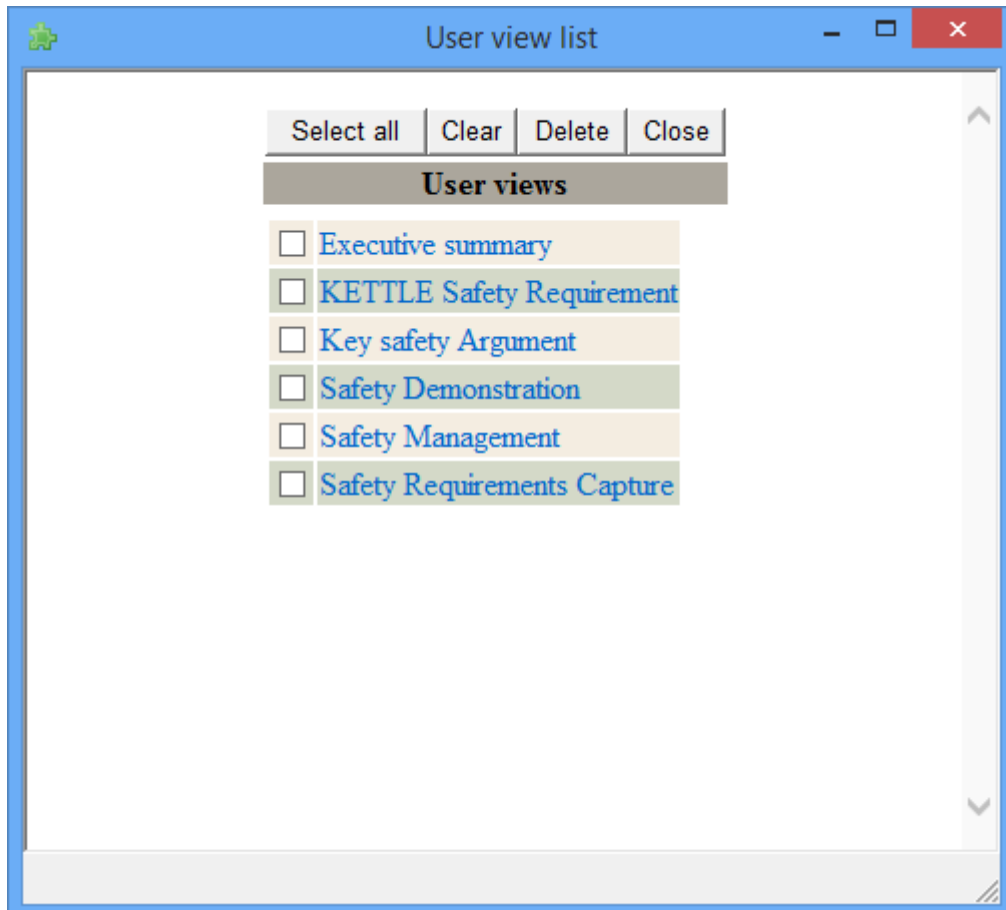 User view list
Select all Clear Delete Close
User views
Executive summary
KETTLE Safety Requirement
Key safety Argument
Safety Demonstration
Safety Management
Safety Requirements Capture